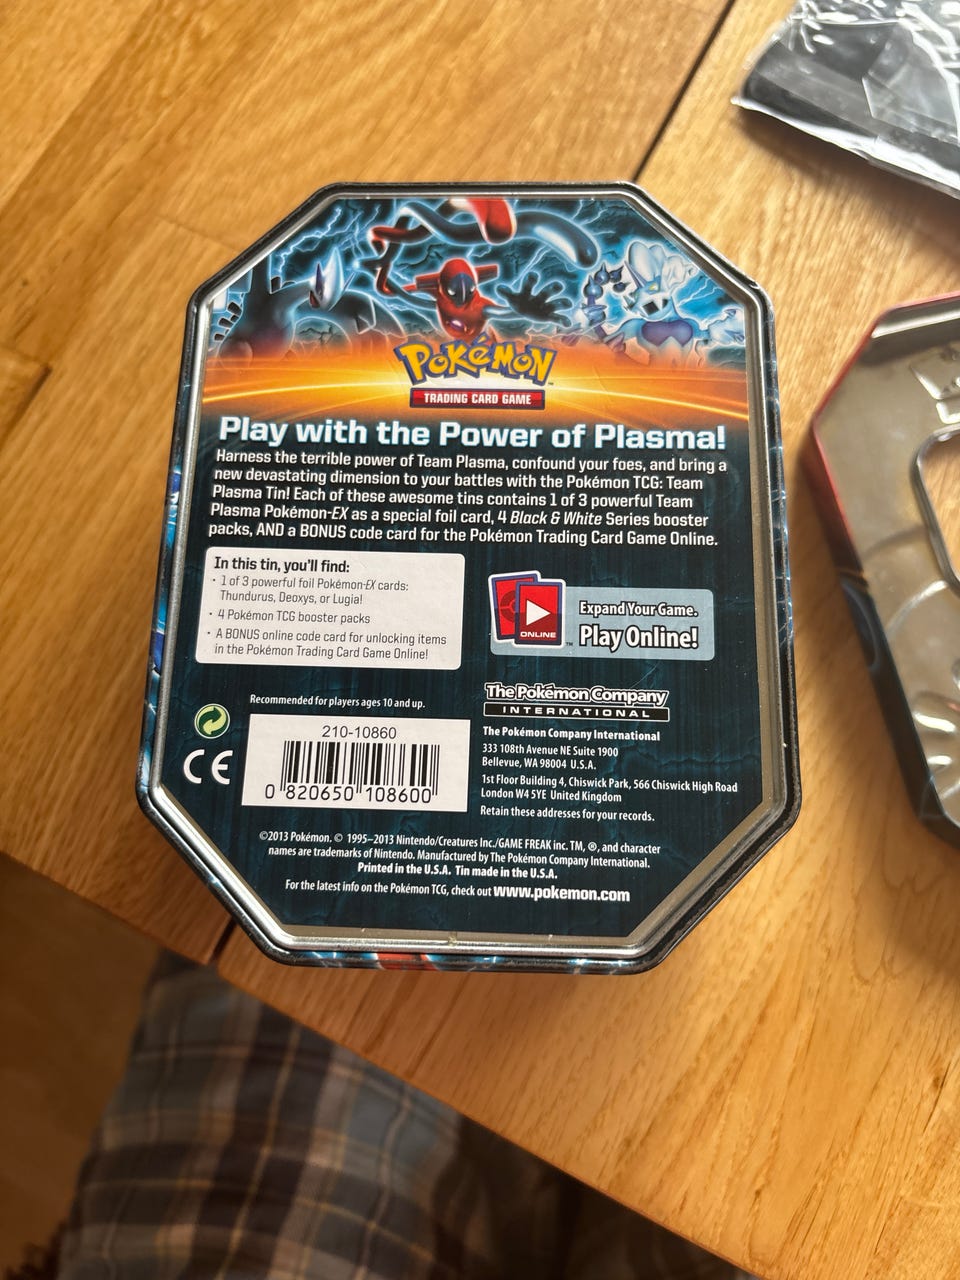 POKéMON™
TRADING CARD GAME
Play with the Power of Plasma!
Harness the terrible power of Team Plasma, confound your foes, and bring a
new devastating dimension to your battles with the Pokémon TCG: Team
Plasma Tin! Each of these awesome tins contains 1 of 3 powerful Team
Plasma Pokémon-EX as a special foil card, 4 Black & White Series booster
packs, AND a BONUS code card for the Pokémon Trading Card Game Online.
In this tin, you'll find:
• 1 of 3 powerful foil Pokémon-EX cards:
Thundurus, Deoxys, or Lugia!
• 4 Pokémon TCG booster packs
• A BONUS online code card for unlocking items
in the Pokémon Trading Card Game Online!
ONLINE™
Expand Your Game.
Play Online!
Recommended for players ages 10 and up.
CE
210-10860
0 820650 108600
The Pokémon Company
INTERNATIONAL
The Pokémon Company International
333 108th Avenue NE Suite 1900
Bellevue, WA 98004 U.S.A.
1st Floor Building 4, Chiswick Park, 566 Chiswick High Road
London W4 5YE United Kingdom
Retain these addresses for your records.
©2013 Pokémon. © 1995–2013 Nintendo/Creatures Inc./GAME FREAK inc. TM, ®, and character
names are trademarks of Nintendo. Manufactured by The Pokémon Company International.
Printed in the U.S.A. Tin made in the U.S.A.
For the latest info on the Pokémon TCG, check out www.pokemon.com